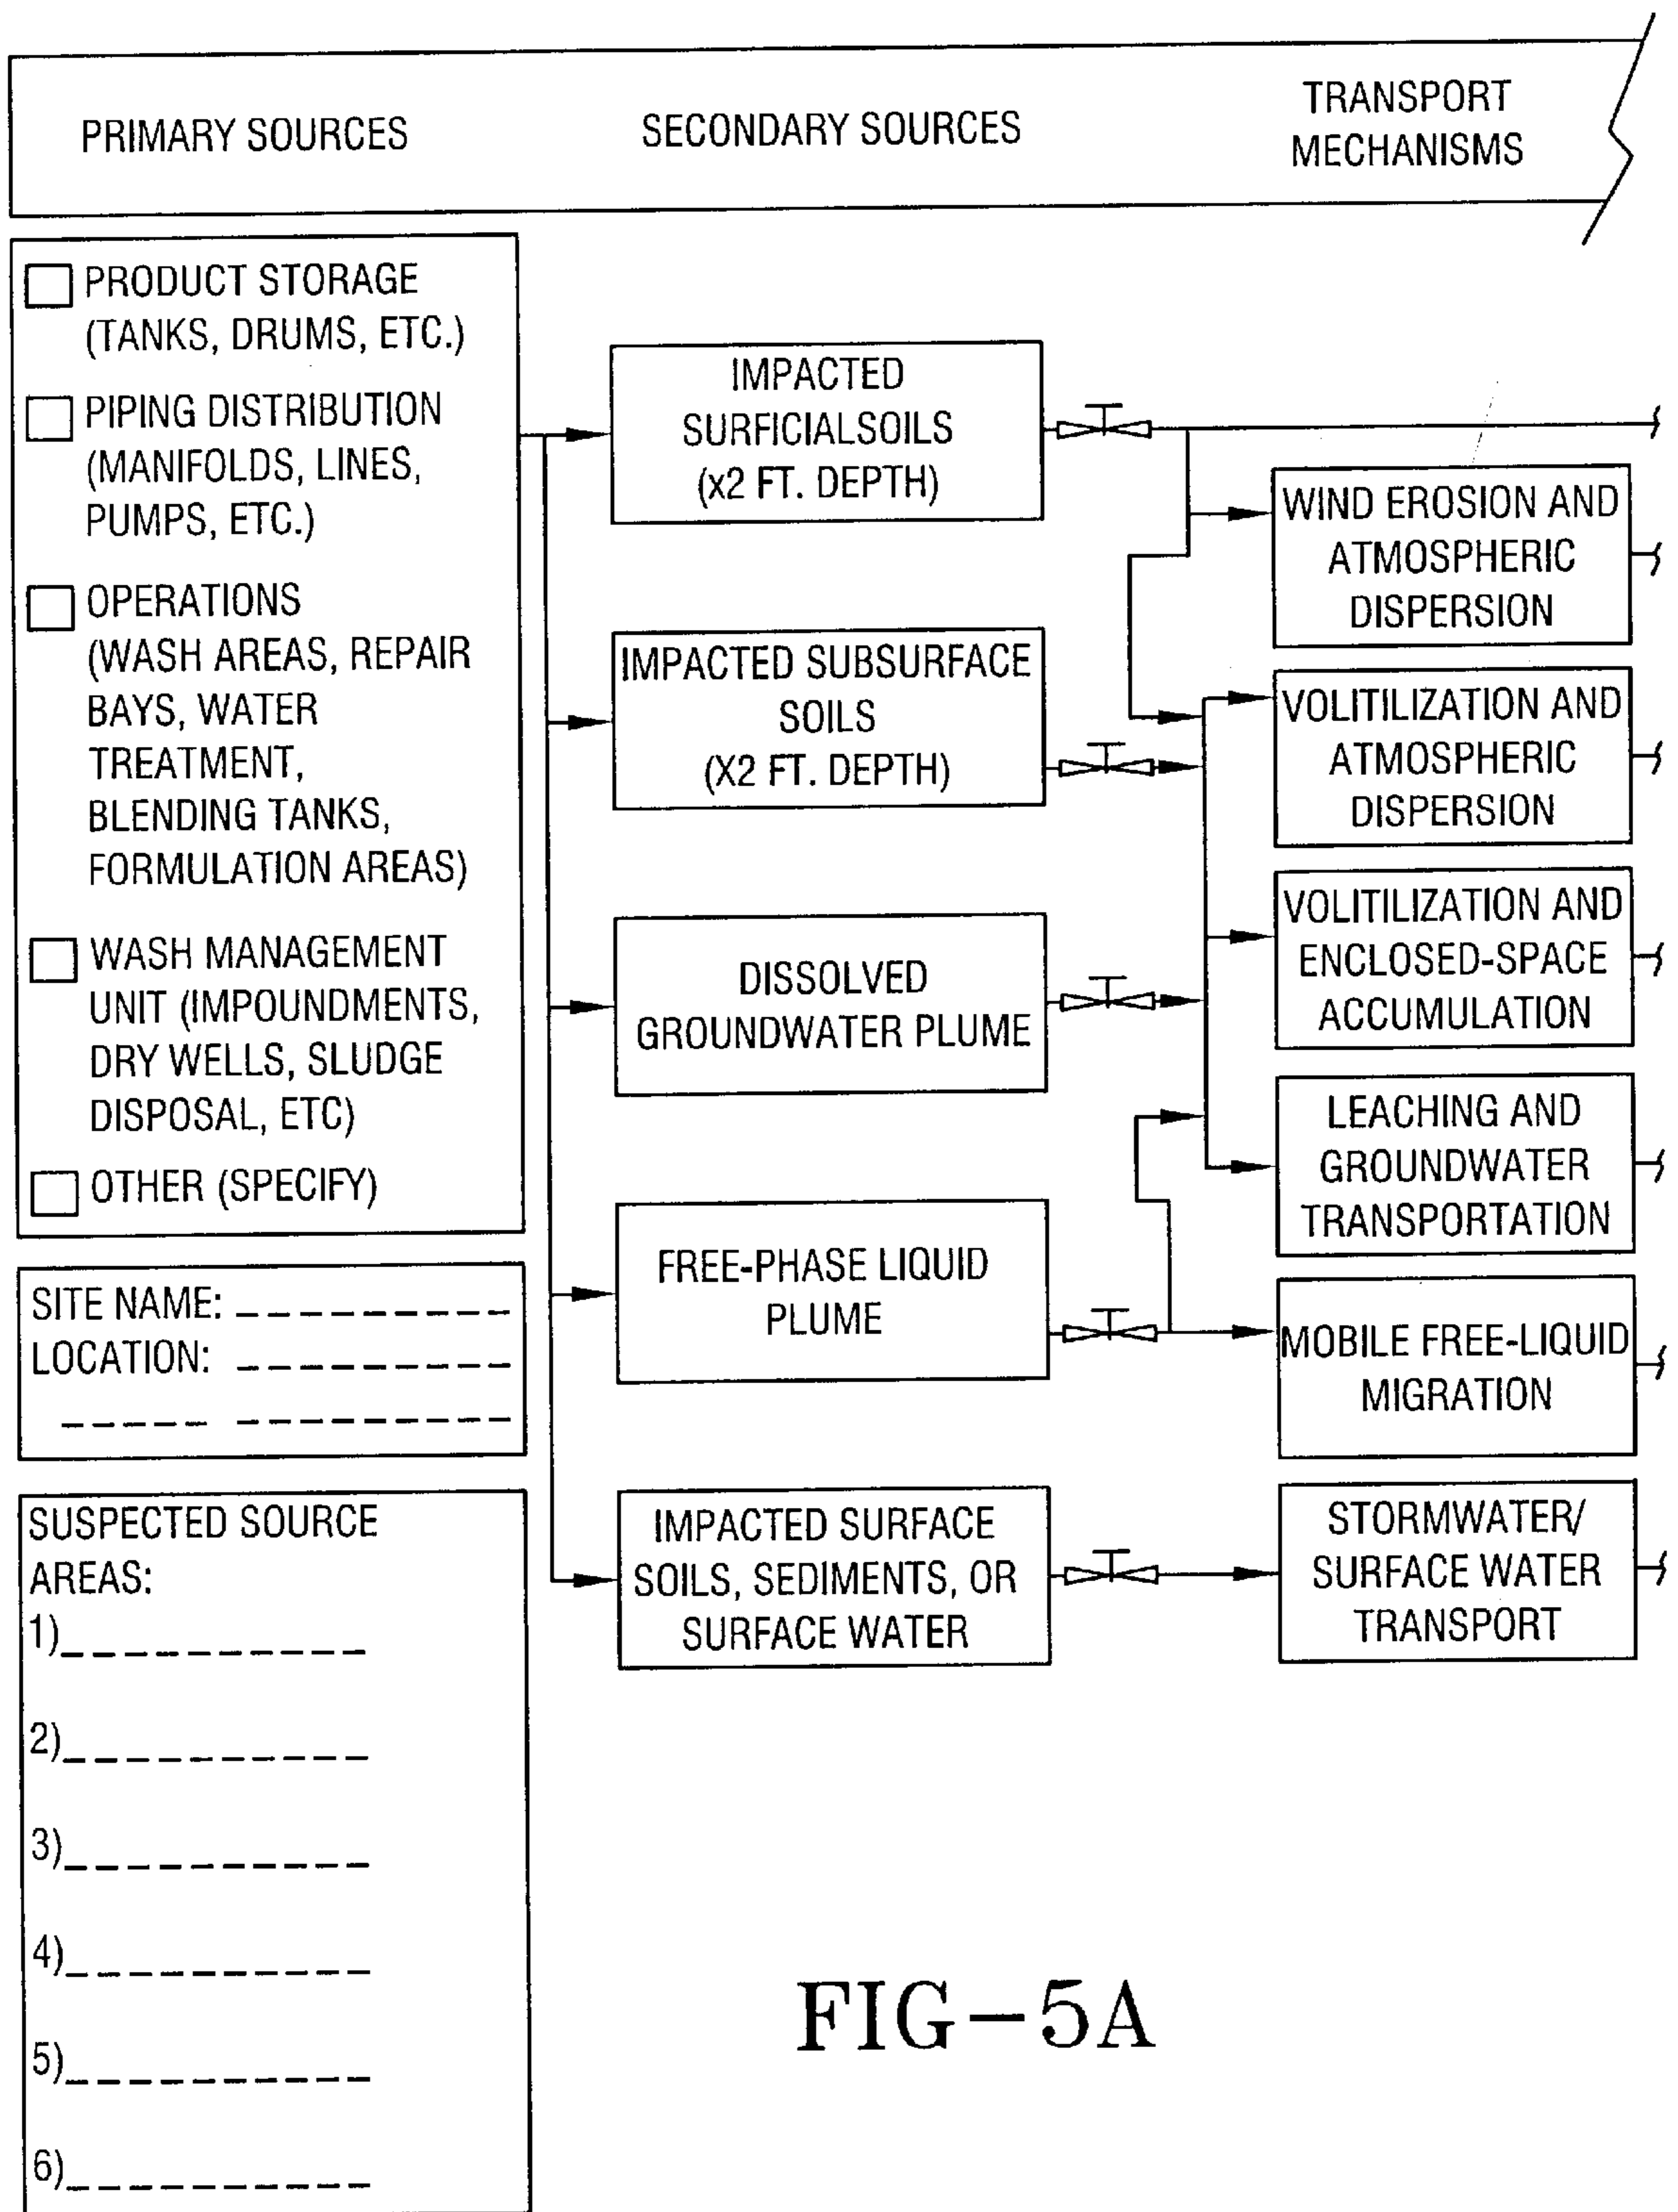 PRIMARY SOURCES
SECONDARY SOURCES
TRANSPORT
MECHANISMS
PRODUCT STORAGE
(TANKS, DRUMS, ETC.)
PIPING DISTRIBUTION
(MANIFOLDS, LINES,
PUMPS, ETC.)
OPERATIONS
(WASH AREAS, REPAIR
BAYS, WATER
TREATMENT,
BLENDING TANKS,
FORMULATION AREAS)
WASH MANAGEMENT
UNIT (IMPOUNDMENTS,
DRY WELLS, SLUDGE
DISPOSAL, ETC)
OTHER (SPECIFY)
SITE NAME:
LOCATION:
SUSPECTED SOURCE
AREAS:
1)
2)
3)
4)
5)
6)
IMPACTED
SURFICIALSOILS
(x2 FT. DEPTH)
IMPACTED SUBSURFACE
SOILS
(X2 FT. DEPTH)
DISSOLVED
GROUNDWATER PLUME
FREE-PHASE LIQUID
PLUME
IMPACTED SURFACE
SOILS, SEDIMENTS, OR
SURFACE WATER
WIND EROSION AND
ATMOSPHERIC
DISPERSION
VOLITILIZATION AND
ATMOSPHERIC
DISPERSION
VOLITILIZATION AND
ENCLOSED-SPACE
ACCUMULATION
LEACHING AND
GROUNDWATER
TRANSPORTATION
MOBILE FREE-LIQUID
MIGRATION
STORMWATER/
SURFACE WATER
TRANSPORT
FIG-5A